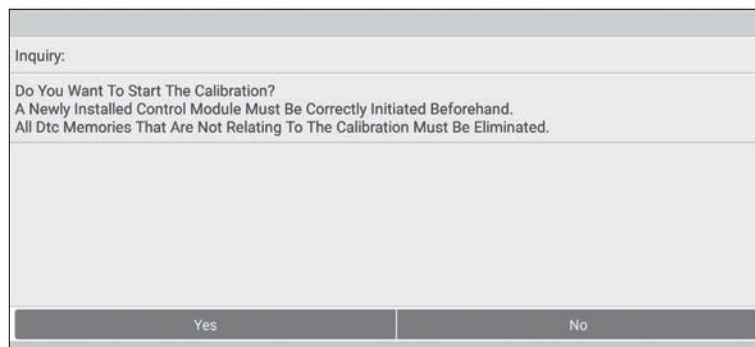 Inquiry:
Do You Want To Start The Calibration?
A Newly Installed Control Module Must Be Correctly Initiated Beforehand.
All Dtc Memories That Are Not Relating To The Calibration Must Be Eliminated.
Yes
No